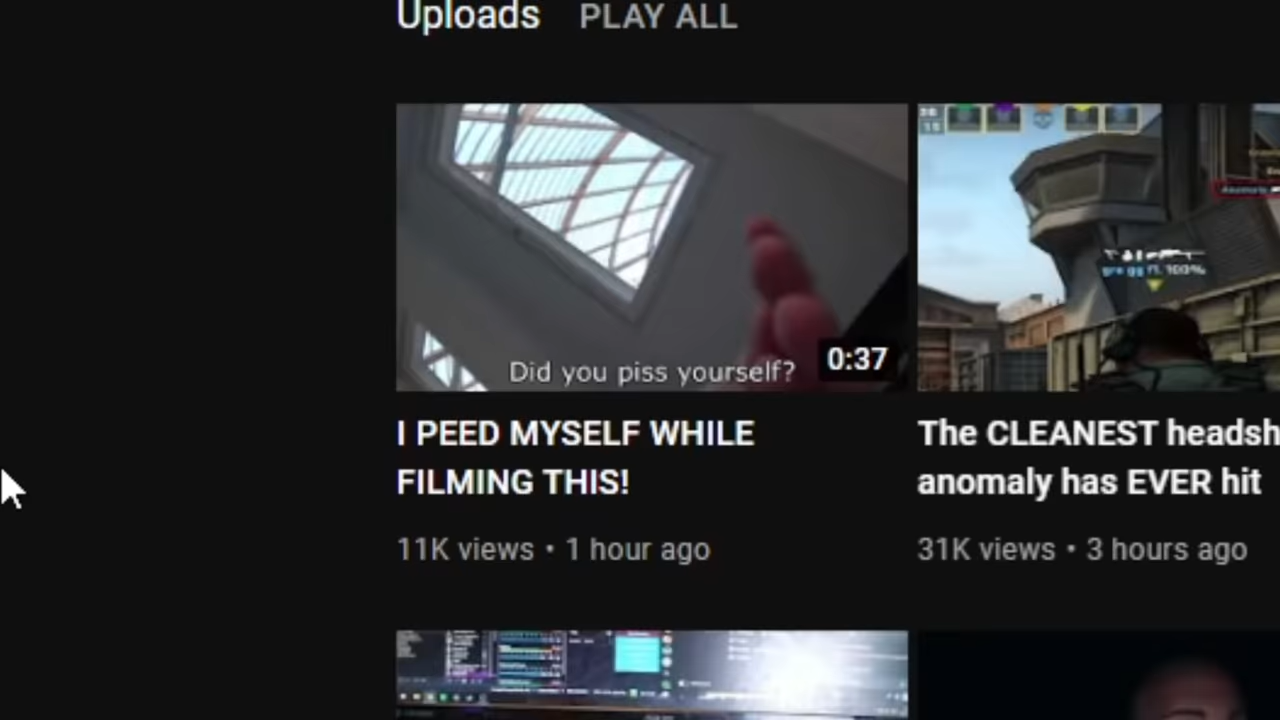 Uploads PLAY ALL
Did you piss yourself?
0:37
100%
I PEED MYSELF WHILE
FILMING THIS!
11K views • 1 hour ago
The CLEANEST headsh
anomaly has EVER hit
31K views • 3 hours ago